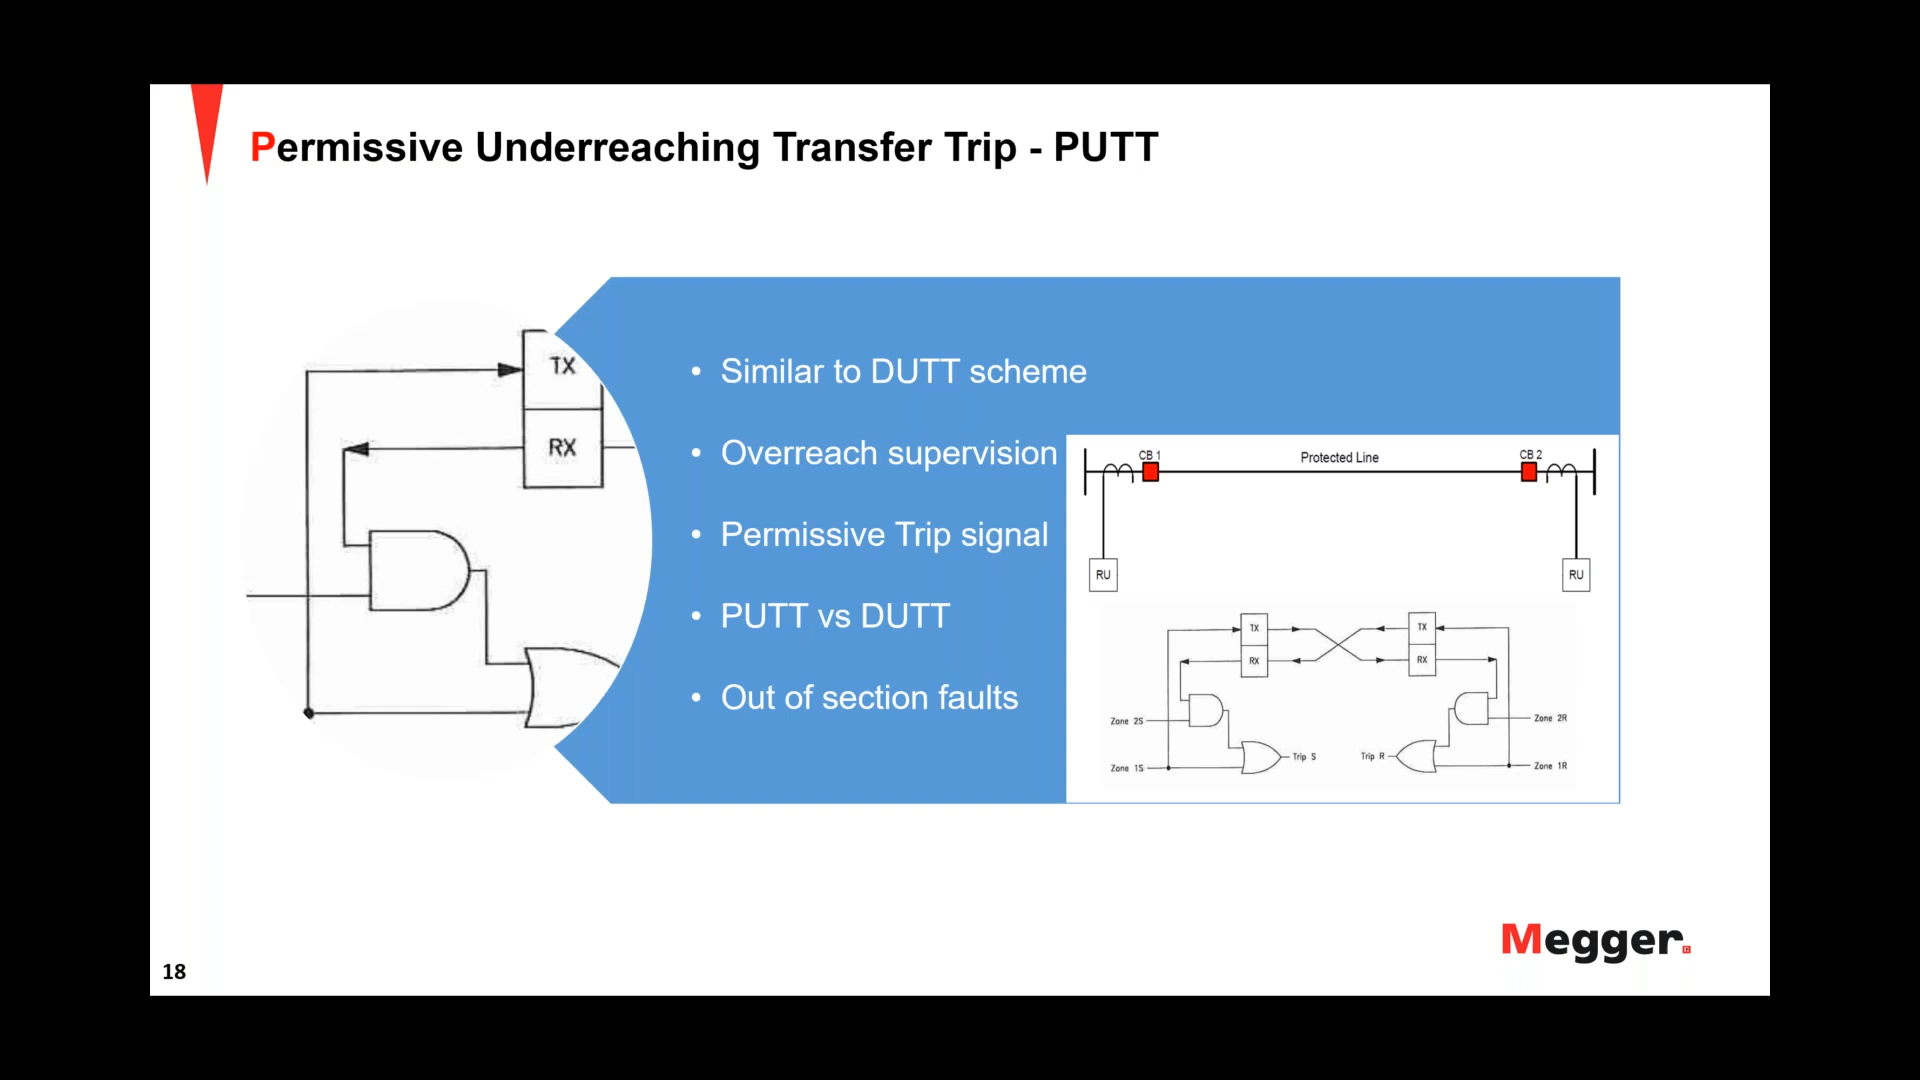 Permissive Underreaching Transfer Trip - PUTT
TX
RX
• Similar to DUTT scheme
• Overreach supervision
• Permissive Trip signal
• PUTT vs DUTT
• Out of section faults
CB 1
Protected Line
CB 2
RU
RU
TX
TX
RX
RX
Zone 2S
Zone 2R
Trip S
Trip R
Zone 1S
Zone 1R
Megger.
18